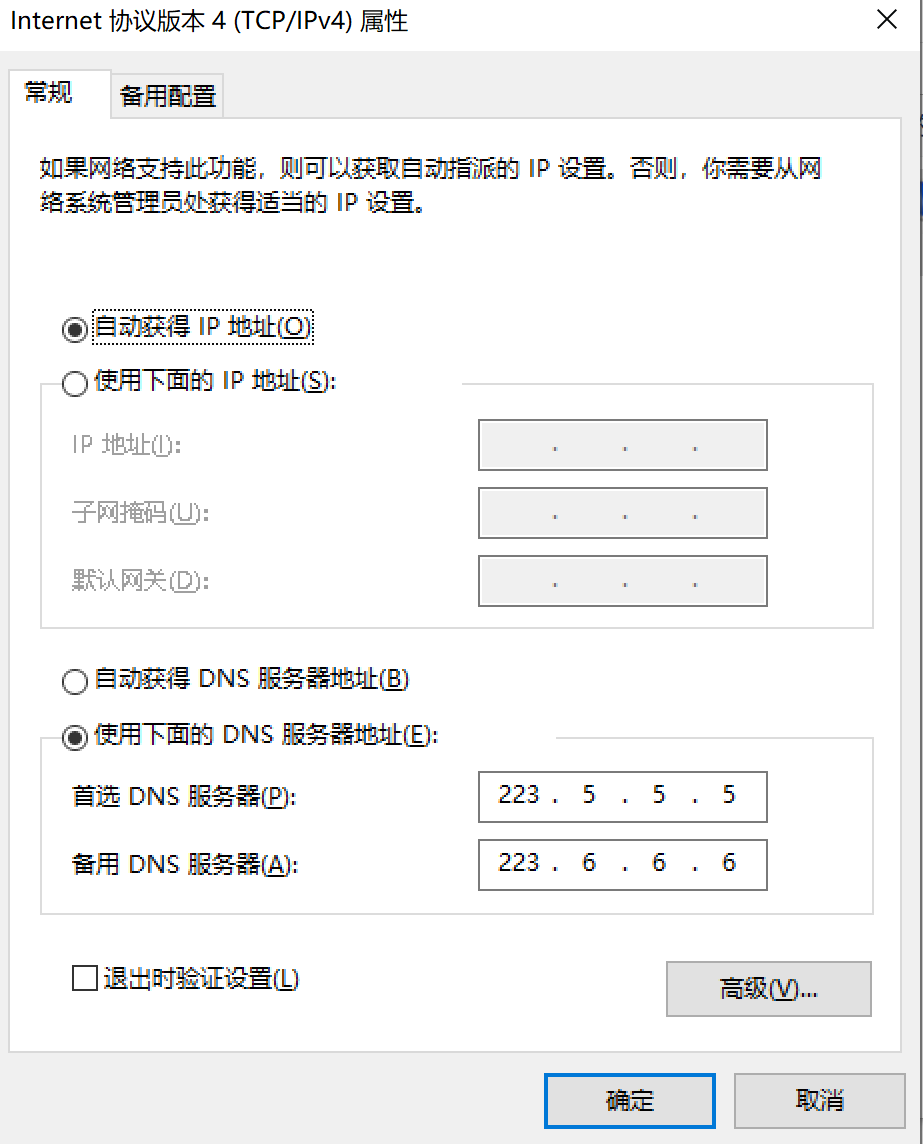 Internet 协议版本 4 (TCP/IPv4) 属性
常规
备用配置
如果网络支持此功能，则可以获取自动指派的 IP 设置。否则，你需要从网
络系统管理员处获得适当的 IP 设置。
自动获得 IP 地址(O)
使用下面的 IP 地址(S):
IP 地址(I):
. . .
子网掩码(U):
. . .
默认网关(D):
. . .
自动获得 DNS 服务器地址(B)
使用下面的 DNS 服务器地址(E):
首选 DNS 服务器(P):
223 . 5 . 5 . 5
备用 DNS 服务器(A):
223 . 6 . 6 . 6
退出时验证设置(L)
高级(V)...
确定
取消